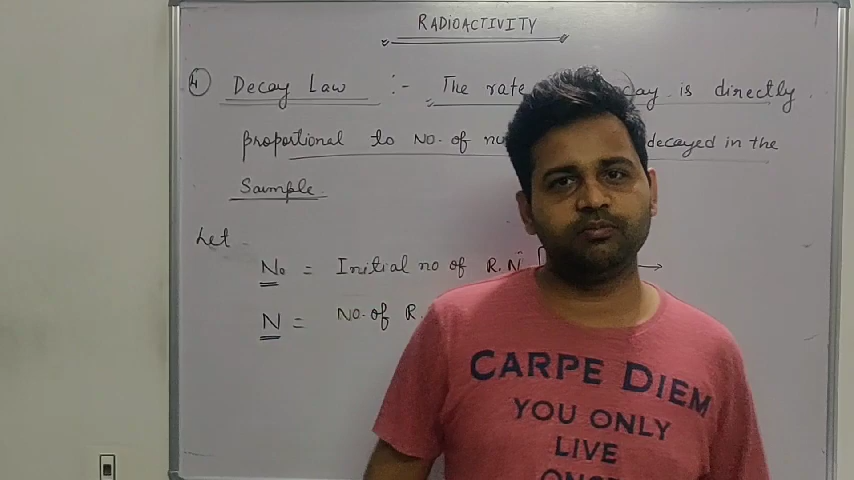 RADIOACTIVITY
4 Decay Law :- The rate is directly
proportional to No. of decayed in the
Sample.
Let
N₀ = Initial no of R.N
N = No. of R.
CARPE DIEM
YOU ONLY
LIVE